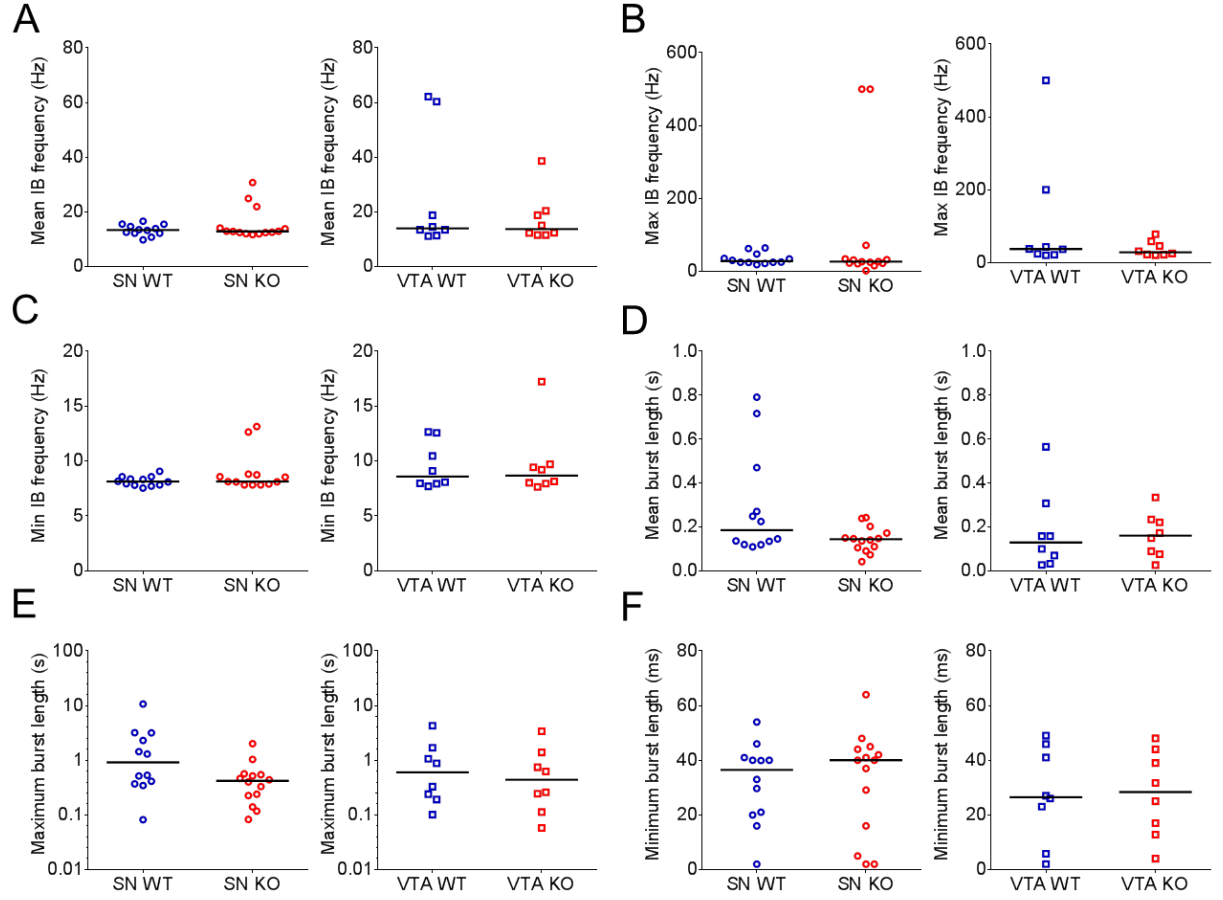 A
Mean IB frequency (Hz)
80
60
40
20
0
SN WT
SN KO
Mean IB frequency (Hz)
80
60
40
20
0
VTA WT
VTA KO
B
Max IB frequency (Hz)
600
400
200
0
SN WT
SN KO
Max IB frequency (Hz)
600
400
200
0
VTA WT
VTA KO
C
Min IB frequency (Hz)
20
15
10
5
0
SN WT
SN KO
Min IB frequency (Hz)
20
15
10
5
0
VTA WT
VTA KO
D
Mean burst length (s)
1.0
0.8
0.6
0.4
0.2
0.0
SN WT
SN KO
Mean burst length (s)
1.0
0.8
0.6
0.4
0.2
0.0
VTA WT
VTA KO
E
Maximum burst length (s)
100
10
1
0.1
0.01
SN WT
SN KO
Maximum burst length (s)
100
10
1
0.1
0.01
VTA WT
VTA KO
F
Minimum burst length (ms)
80
60
40
20
0
SN WT
SN KO
Minimum burst length (ms)
80
60
40
20
0
VTA WT
VTA KO